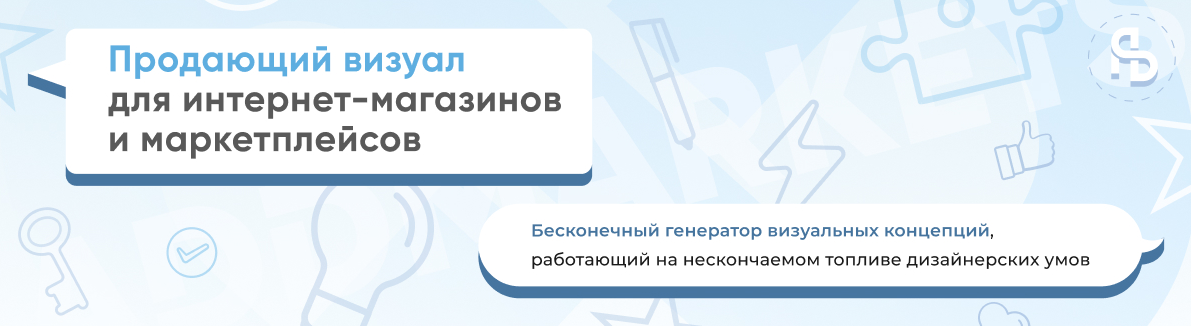 Продающий визуал
для интернет-магазинов
и маркетплейсов
Бесконечный генератор визуальных концепций,
работающий на нескончаемом топливе дизайнерских умов